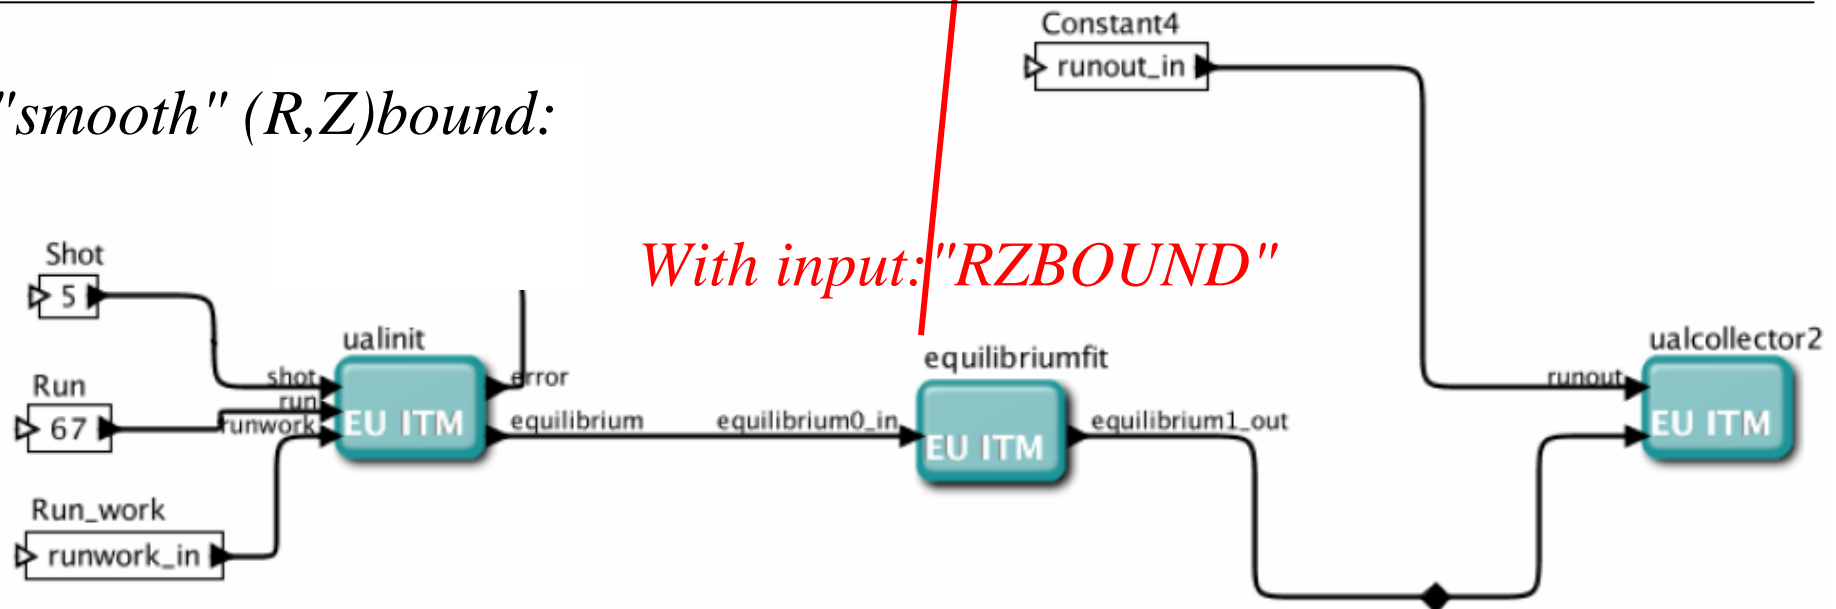 Constant4
runout_in
"smooth" (R,Z)bound:
With input:"RZBOUND"
Shot
5
ualinit
shot
run
runwork
EU ITM
error
equilibrium
Run
67
Run_work
runwork_in
equilibriumfit
equilibrium0_in
EU ITM
equilibrium1_out
ualcollector2
runout
EU ITM